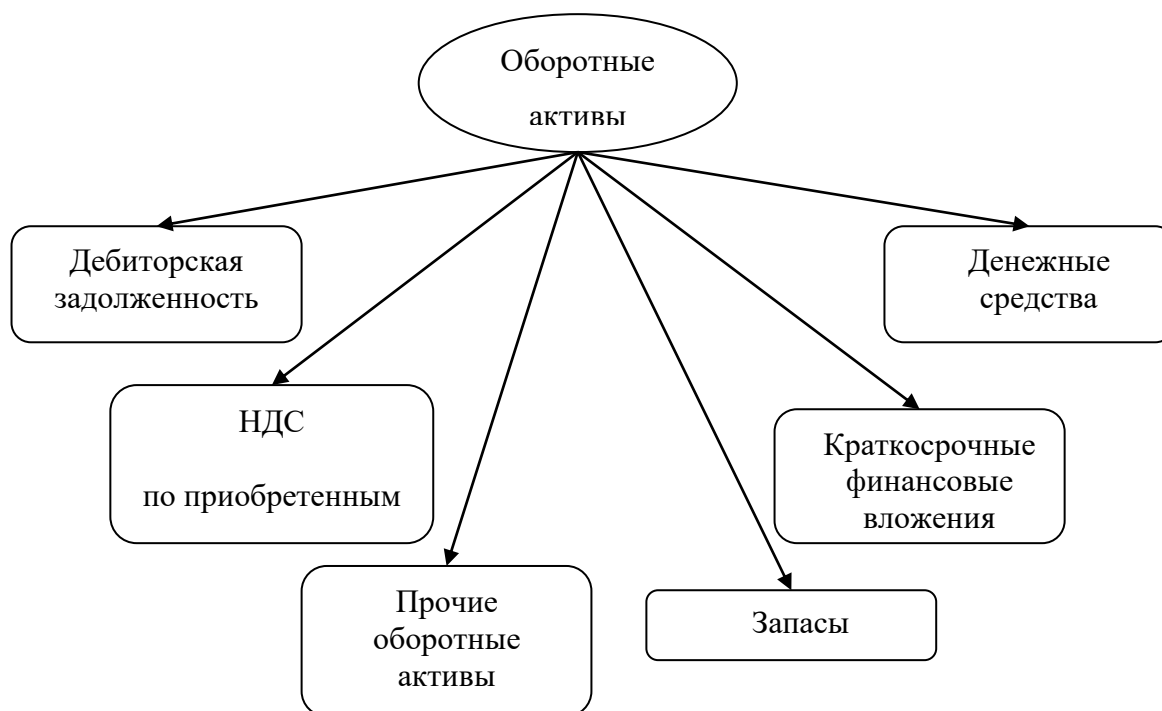 Оборотные
активы
Дебиторская
задолженность
Денежные
средства
НДС
по приобретенным
Краткосрочные
финансовые
вложения
Прочие
оборотные
активы
Запасы